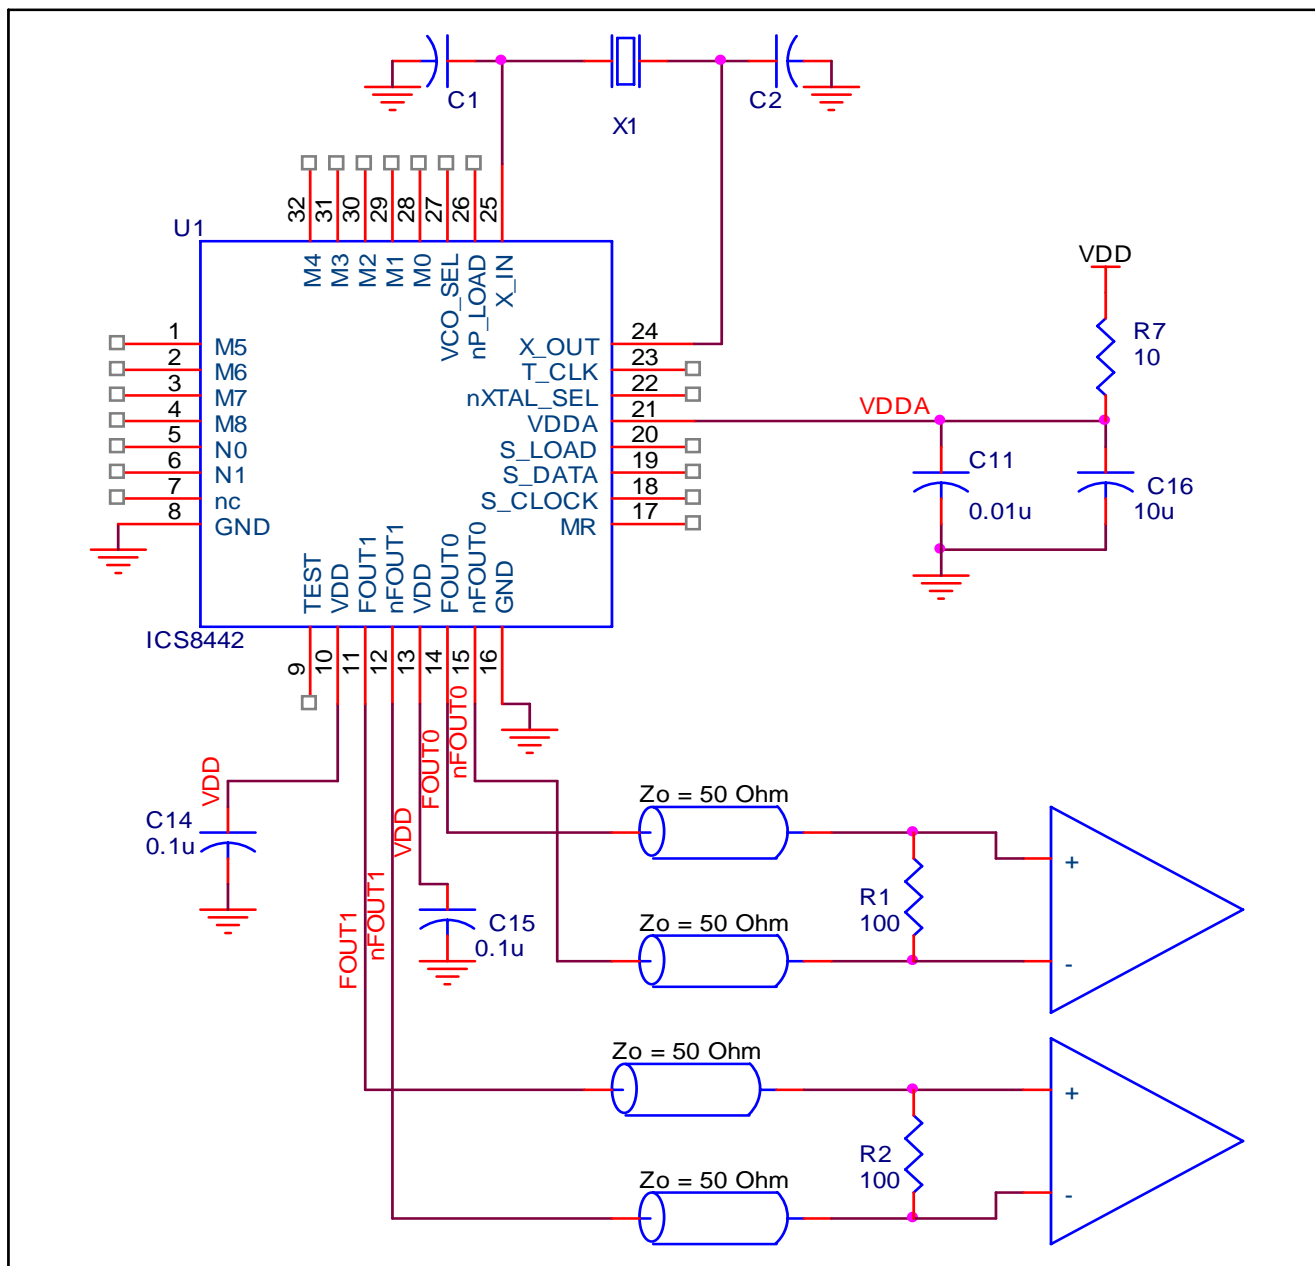 C1
X1
C2
32
31
30
29
28
27
26
25
U1
M4
M3
M2
M1
M0
VCO_SEL
nP_LOAD
X_IN
VDD
R7
10
1
2
3
4
5
6
7
8
M5
M6
M7
M8
N0
N1
nc
GND
X_OUT
T_CLK
nXTAL_SEL
VDDA
S_LOAD
S_DATA
S_CLOCK
MR
24
23
22
21
20
19
18
17
VDDA
C11
0.01u
C16
10u
TEST
VDD
FOUT1
nFOUT1
VDD
FOUT0
nFOUT0
GND
ICS8442
9
10
11
12
13
14
15
16
VDD
FOUT0
nFOUT0
C14
0.1u
VDD
FOUT1
nFOUT1
C15
0.1u
Zo = 50 Ohm
+
R1
100
Zo = 50 Ohm
-
Zo = 50 Ohm
+
R2
100
Zo = 50 Ohm
-